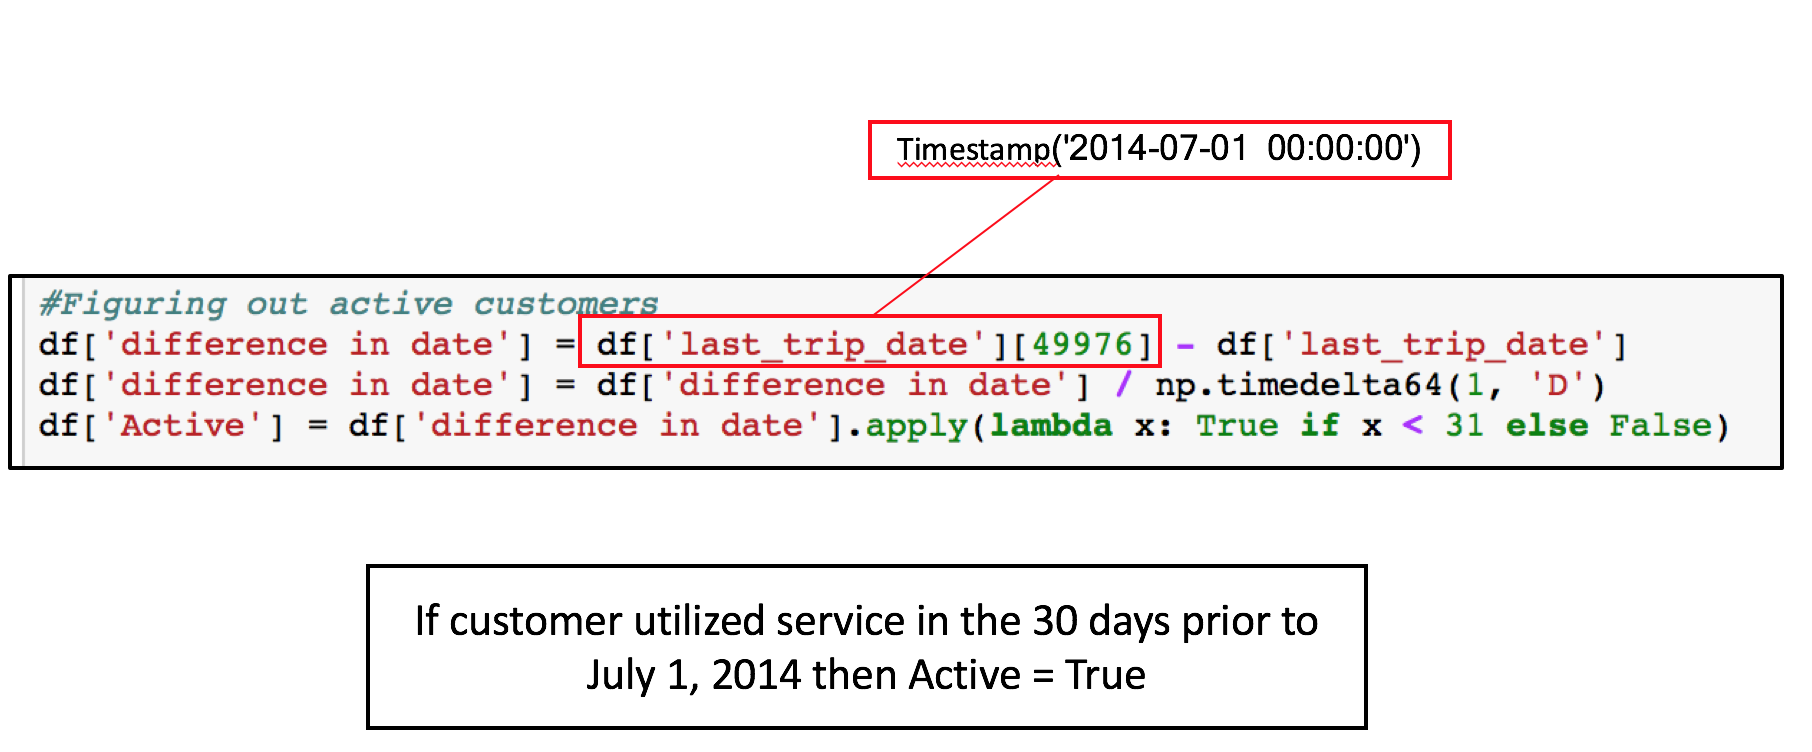 Timestamp('2014-07-01 00:00:00')
#Figuring out active customers
df['difference in date'] = df['last_trip_date'][49976] - df['last_trip_date']
df['difference in date'] = df['difference in date'] / np.timedelta64(1, 'D')
df['Active'] = df['difference in date'].apply(lambda x: True if x < 31 else False)
If customer utilized service in the 30 days prior to
July 1, 2014 then Active = True